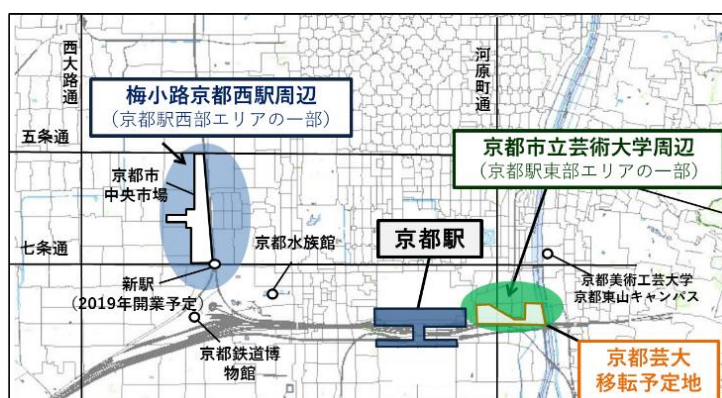 西大路通
河原町通
梅小路京都西駅周辺
(京都駅西部エリアの一部)
五条通
京都市
中央市場
京都市立芸術大学周辺
(京都駅東部エリアの一部)
京都駅
七条通
京都水族館
新駅
(2019年開業予定)
京都美術工芸大学
京都東山キャンパス
京都鉄道博
物館
京都芸大
移転予定地